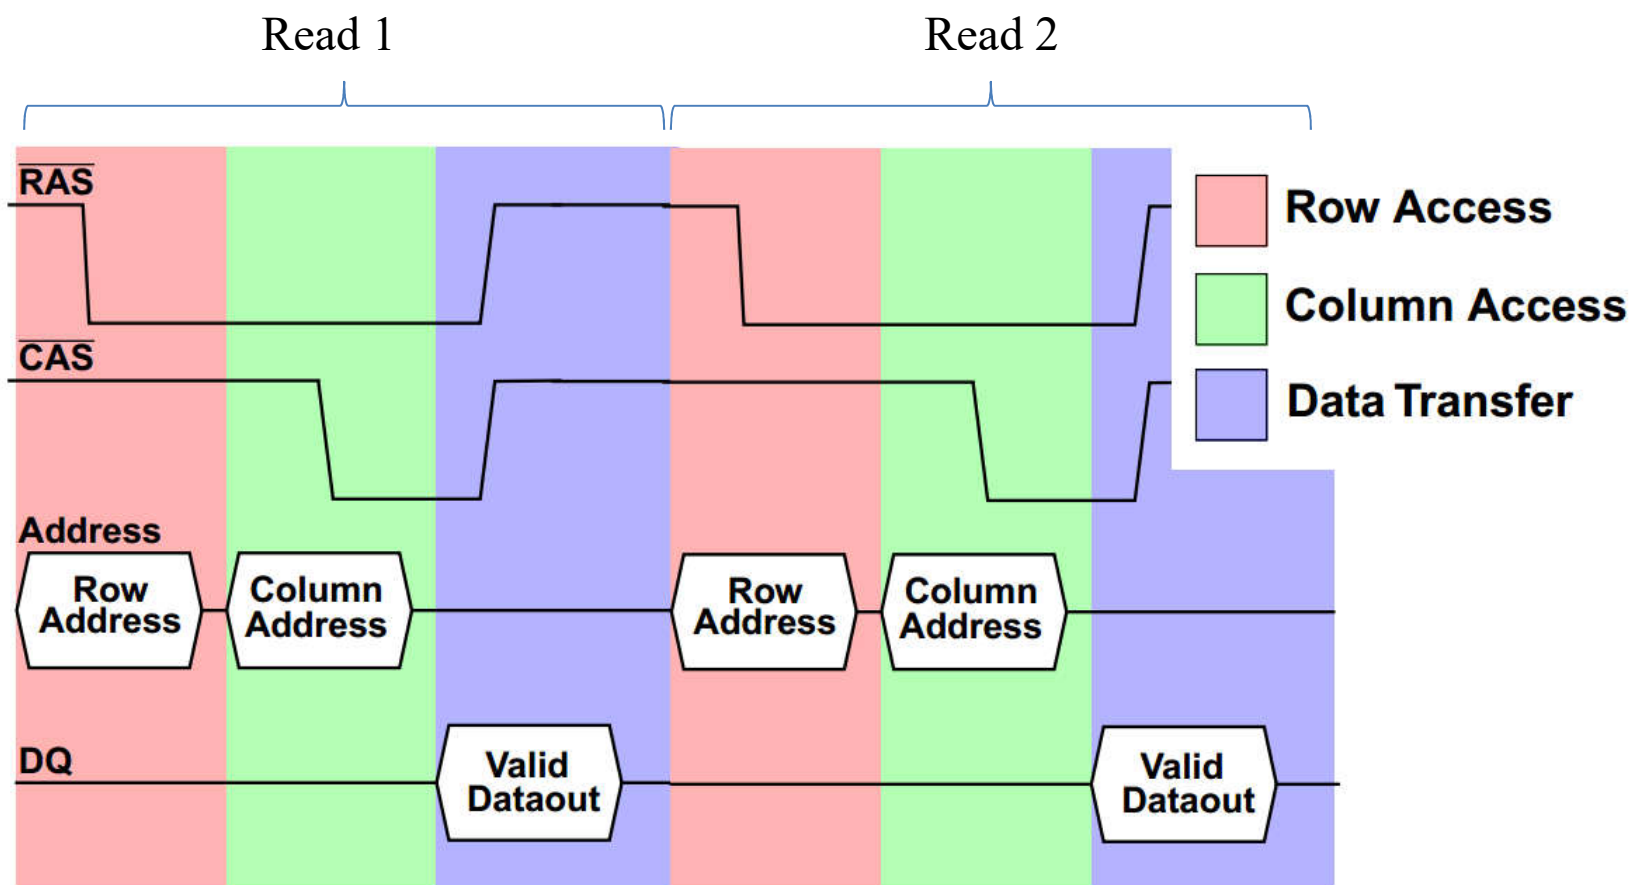 Read 1
Read 2
RAS
Row Access
Column Access
CAS
Data Transfer
Address
Row
Address
Column
Address
Row
Address
Column
Address
DQ
Valid
Dataout
Valid
Dataout